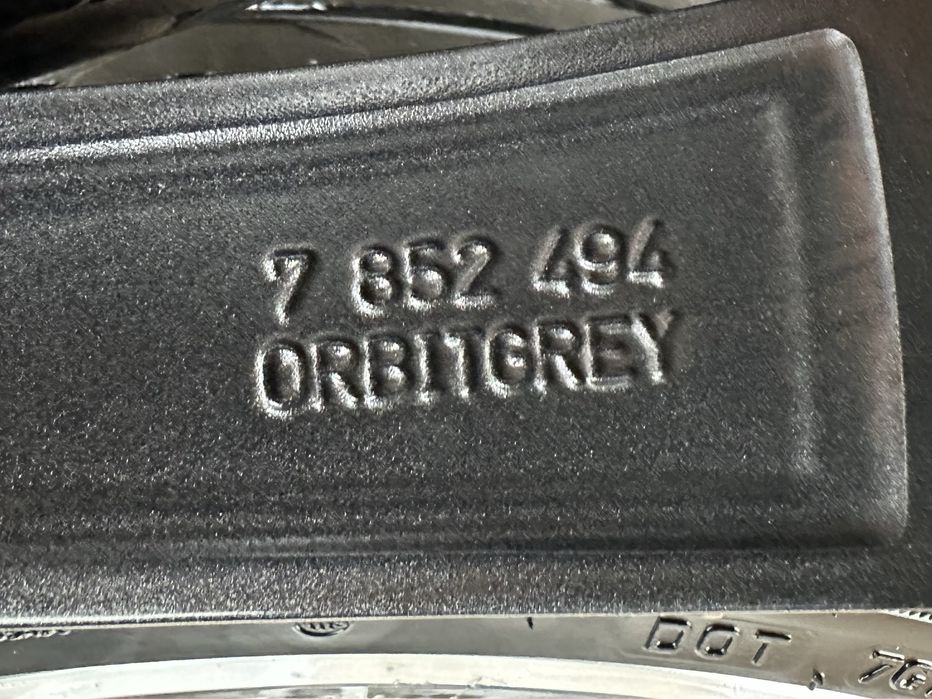 7 852 494
ORBITGREY
DOT